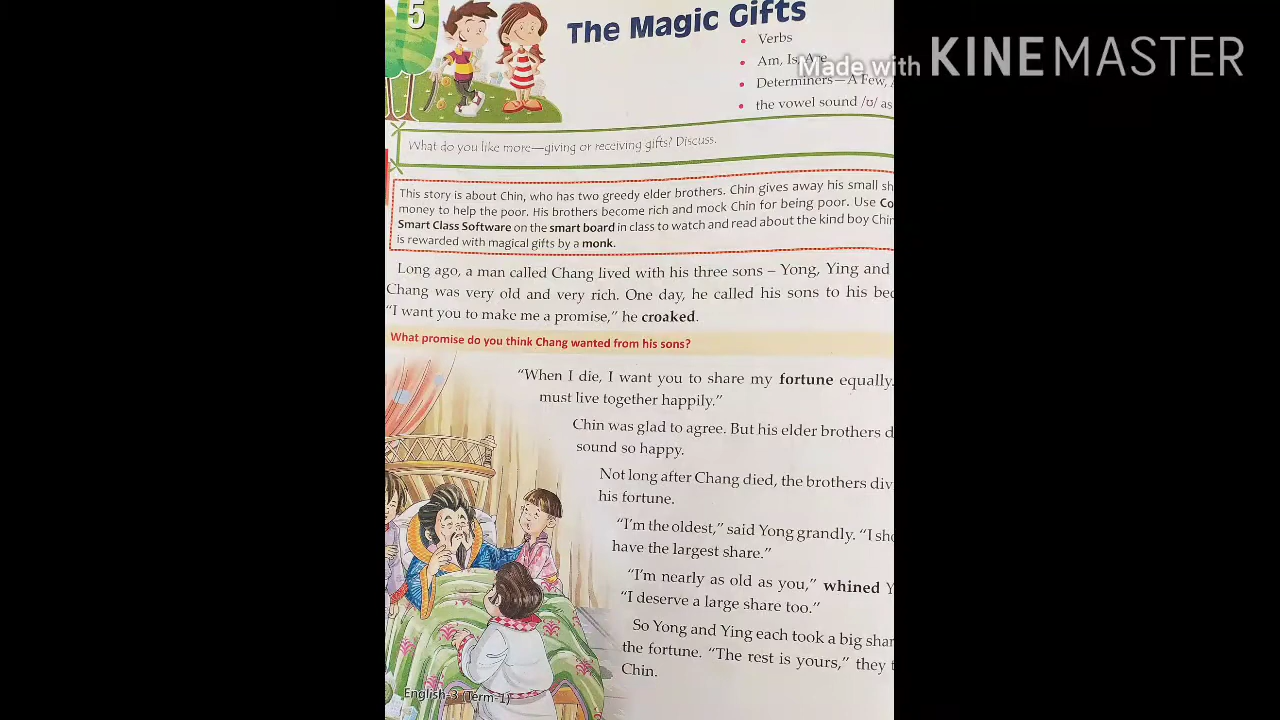 5
The Magic Gifts
Made with KINEMASTER
• Verbs
• Am, Is, Are
• Determiners—A Few,
• the vowel sound /ʊ/ as
What do you like more—giving or receiving gifts? Discuss.
This story is about Chin, who has two greedy elder brothers. Chin gives away his small
money to help the poor. His brothers become rich and mock Chin for being poor. Use
Smart Class Software on the smart board in class to watch and read about the kind boy
is rewarded with magical gifts by a monk.
Long ago, a man called Chang lived with his three sons – Yong, Ying and
Chang was very old and very rich. One day, he called his sons to his
“I want you to make me a promise,” he croaked.
What promise do you think Chang wanted from his sons?
“When I die, I want you to share my fortune equally.
must live together happily.”
Chin was glad to agree. But his elder brothers
sound so happy.
Not long after Chang died, the brothers
his fortune.
“I’m the oldest,” said Yong grandly. “I
have the largest share.”
“I’m nearly as old as you,” whined
“I deserve a large share too.”
So Yong and Ying each took a big
the fortune. “The rest is yours,” they
Chin.
English-3 (Term-1)